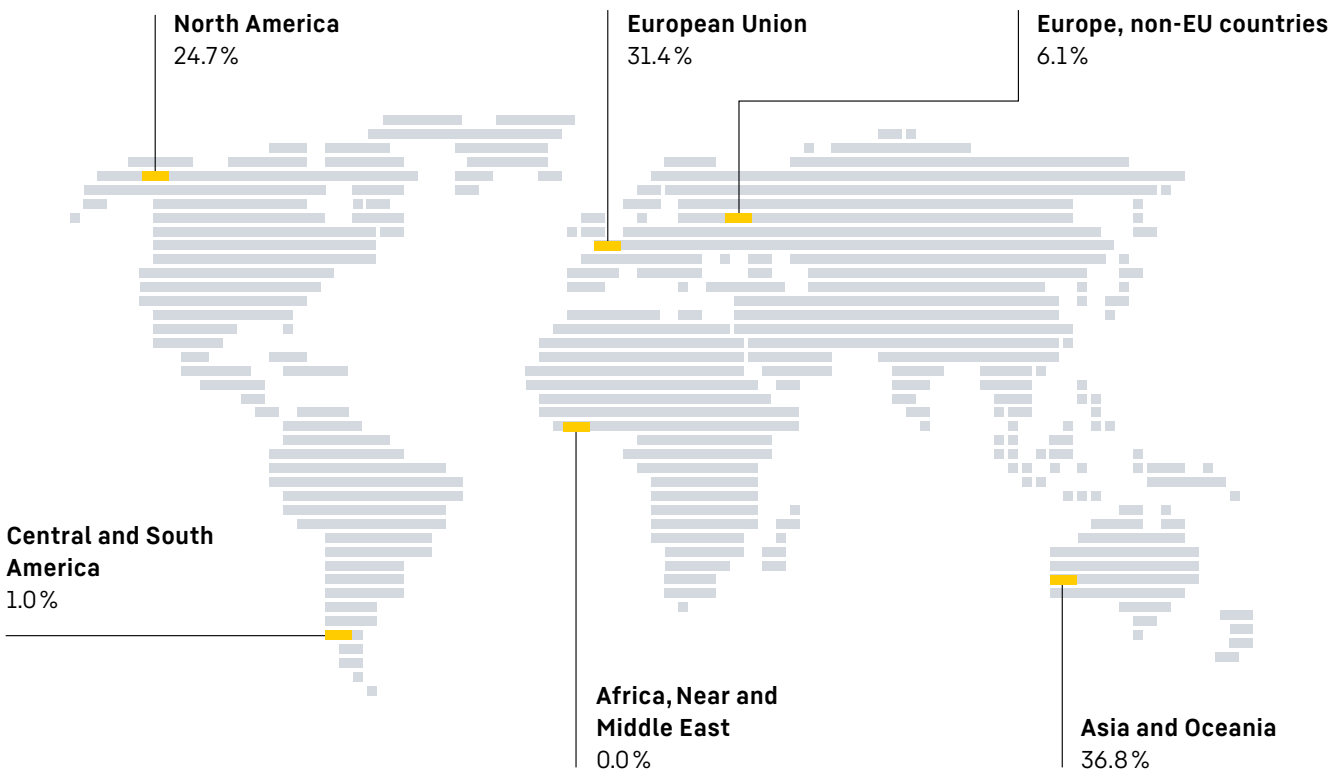 North America
24.7%
European Union
31.4%
Europe, non-EU countries
6.1%
Central and South
America
1.0%
Africa, Near and
Middle East
0.0%
Asia and Oceania
36.8%